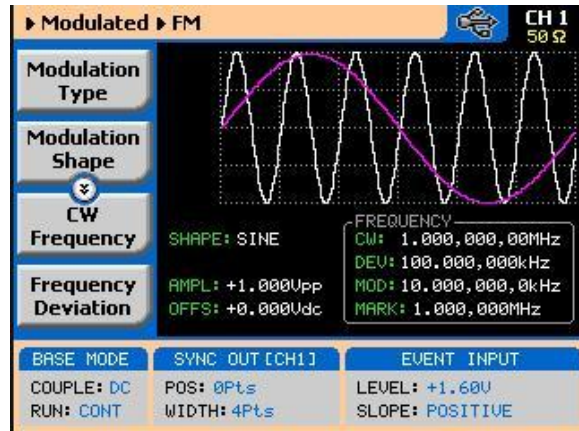 ▸ Modulated ▸ FM
CH 1
50 Ω
Modulation
Type
Modulation
Shape
CW
Frequency
Frequency
Deviation
SHAPE: SINE
AMPL: +1.000Vpp
OFFS: +0.000Vdc
FREQUENCY
CW: 1.000,000,00MHz
DEV: 100.000,000kHz
MOD: 10.000,000,0kHz
MARK: 1.000,000MHz
BASE MODE
COUPLE: DC
RUN: CONT
SYNC OUT [CH1]
POS: 0Pts
WIDTH: 4Pts
EVENT INPUT
LEVEL: +1.60V
SLOPE: POSITIVE